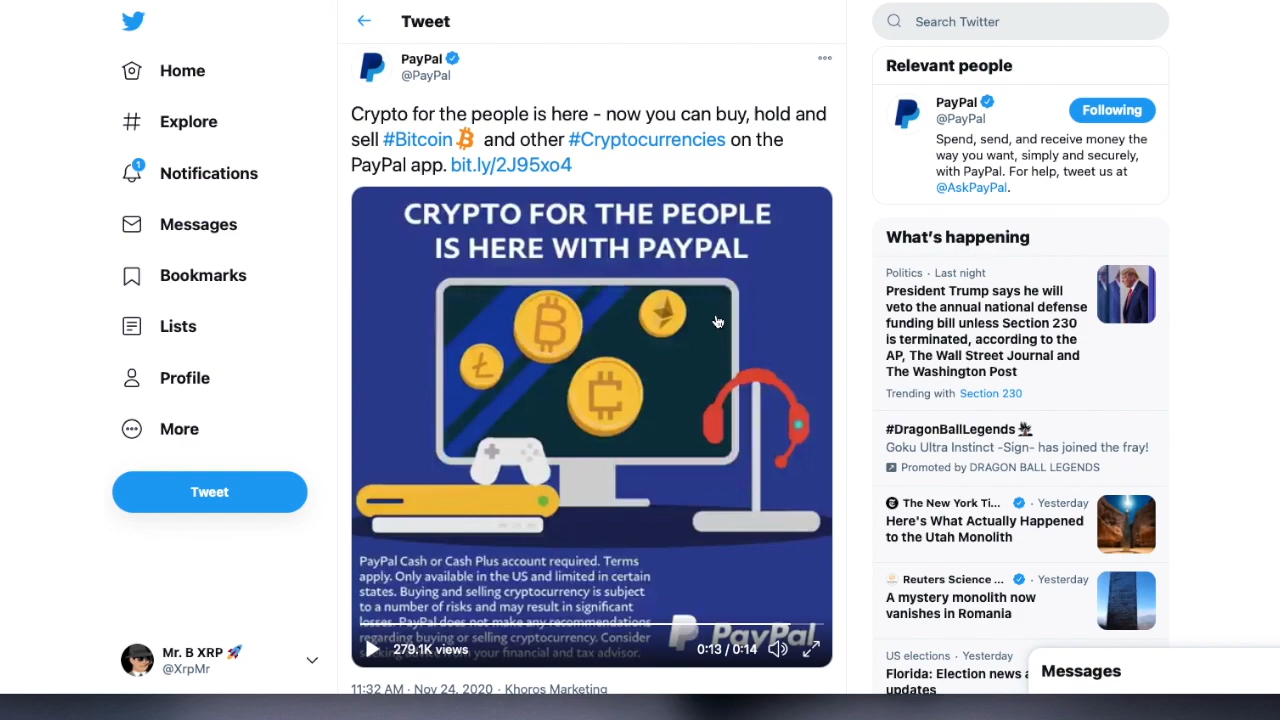 Home
Explore
1
Notifications
Messages
Bookmarks
Lists
Profile
More
Tweet
Mr. B XRP 🚀
@XrpMr
Tweet
PayPal
@PayPal
Crypto for the people is here - now you can buy, hold and
sell #Bitcoin and other #Cryptocurrencies on the
PayPal app. bit.ly/2J95xo4
CRYPTO FOR THE PEOPLE
IS HERE WITH PAYPAL
PayPal Cash or Cash Plus account required. Terms
apply. Only available in the US and limited in certain
states. Buying and selling cryptocurrency is subject
to a number of risks and may result in significant
losses. PayPal does not make any recommendations
regarding buying or selling cryptocurrency. Consider
seeking advice from your financial and tax advisor.
PayPal
279.1K views
0:13 / 0:14
11:32 AM · Nov 24, 2020 · Khoros Marketing
Search Twitter
Relevant people
PayPal
@PayPal
Following
Spend, send, and receive money the
way you want, simply and securely,
with PayPal. For help, tweet us at
@AskPayPal.
What's happening
Politics · Last night
President Trump says he will
veto the annual national defense
funding bill unless Section 230
is terminated, according to the
AP, The Wall Street Journal and
The Washington Post
Trending with Section 230
#DragonBallLegends
Goku Ultra Instinct -Sign- has joined the fray!
Promoted by DRAGON BALL LEGENDS
The New York Ti... · Yesterday
Here's What Actually Happened
to the Utah Monolith
Reuters Science ... · Yesterday
A mystery monolith now
vanishes in Romania
US elections · Yesterday
Florida: Election news
updates
Messages